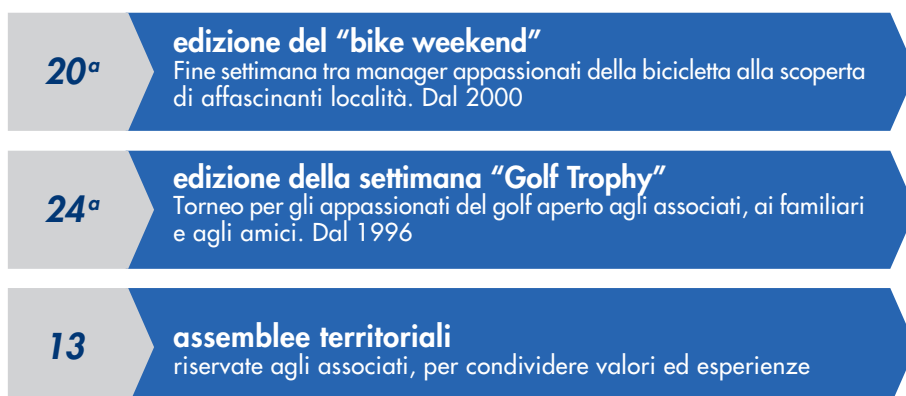 20ª
edizione del “bike weekend”
Fine settimana tra manager appassionati della bicicletta alla scoperta
di affascinanti località. Dal 2000
24ª
edizione della settimana “Golf Trophy”
Torneo per gli appassionati del golf aperto agli associati, ai familiari
e agli amici. Dal 1996
13
assemblee territoriali
riservate agli associati, per condividere valori ed esperienze